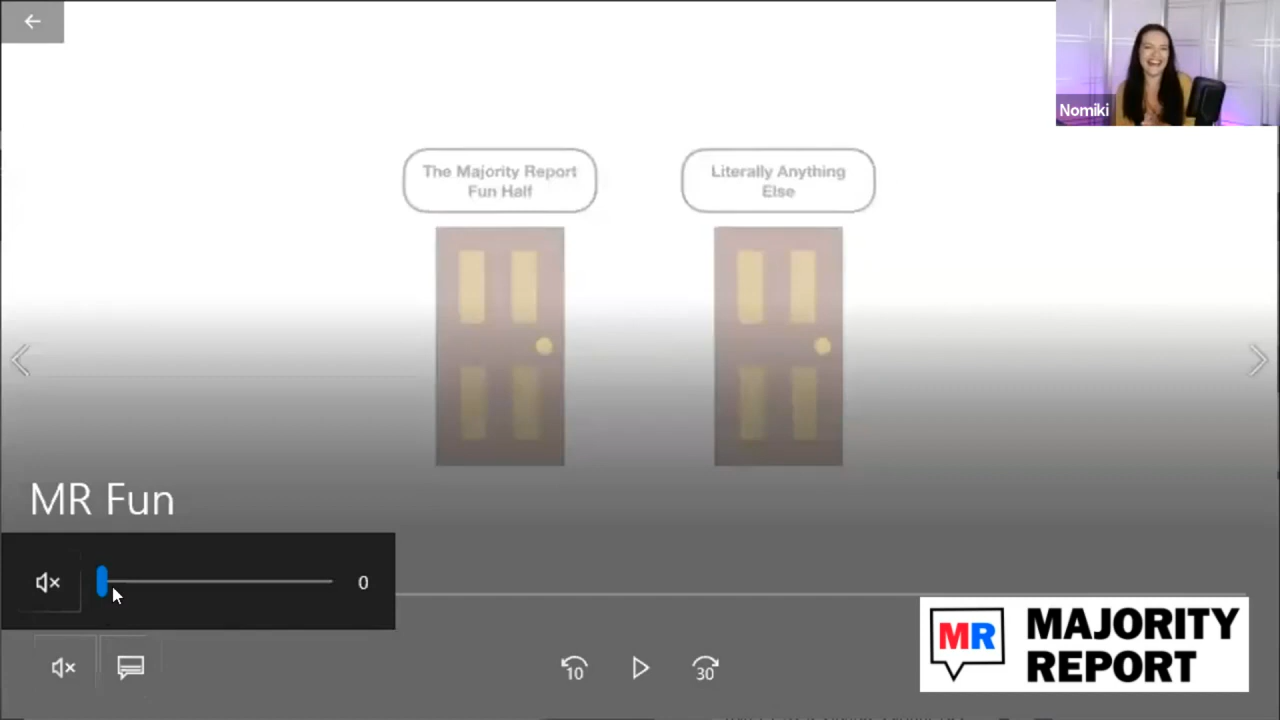 Nomiki
The Majority Report
Fun Half
Literally Anything
Else
MR Fun
0
10
30
MR
MAJORITY
REPORT